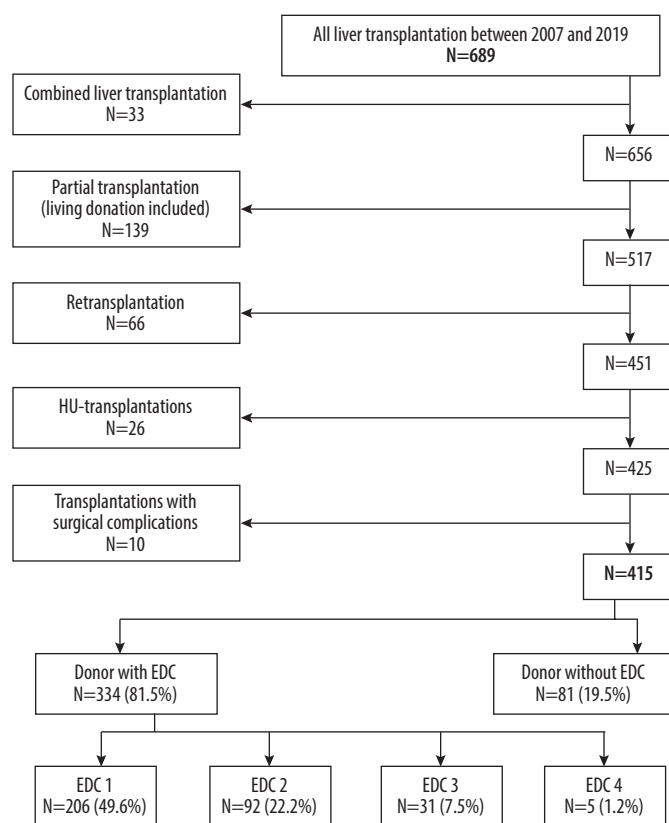 All liver transplantation between 2007 and 2019
N=689
Combined liver transplantation
N=33
N=656
Partial transplantation
(living donation included)
N=139
N=517
Retransplantation
N=66
N=451
HU-transplantations
N=26
N=425
Transplantations with
surgical complications
N=10
N=415
Donor with EDC
N=334 (81.5%)
Donor without EDC
N=81 (19.5%)
EDC 1
N=206 (49.6%)
EDC 2
N=92 (22.2%)
EDC 3
N=31 (7.5%)
EDC 4
N=5 (1.2%)